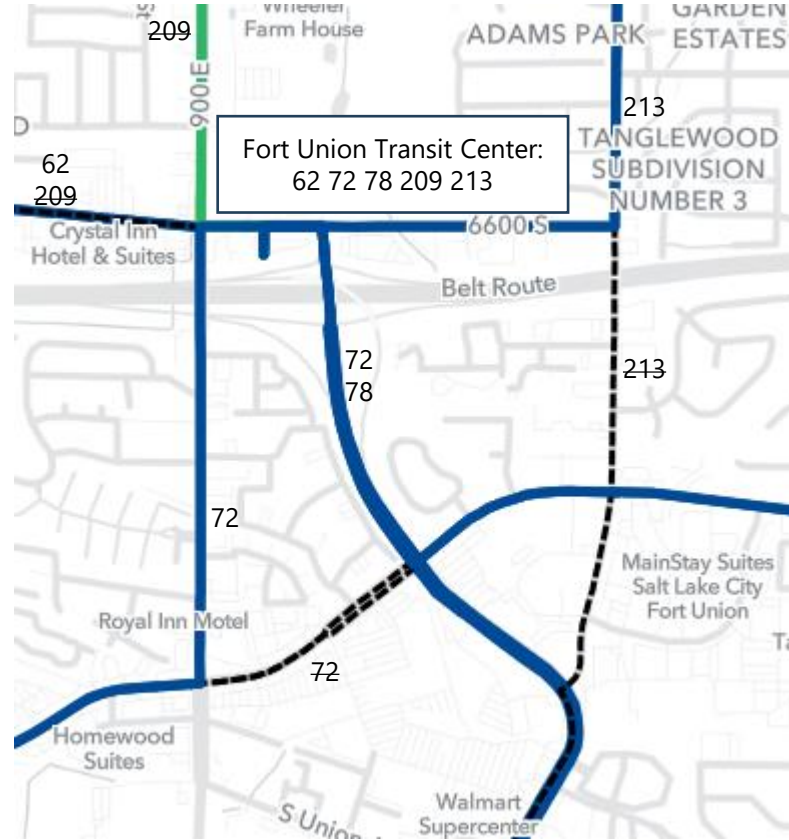 209
Wheeler
Farm House
GARDEN
ESTATES
ADAMS PARK
900 E
213
Fort Union Transit Center:
62 72 78 209 213
TANGLEWOOD
SUBDIVISION
NUMBER 3
62
209
Crystal Inn
Hotel & Suites
6600 S
Belt Route
72
78
213
72
MainStay Suites
Salt Lake City
Fort Union
Royal Inn Motel
72
Homewood
Suites
S Union
Walmart
Supercenter